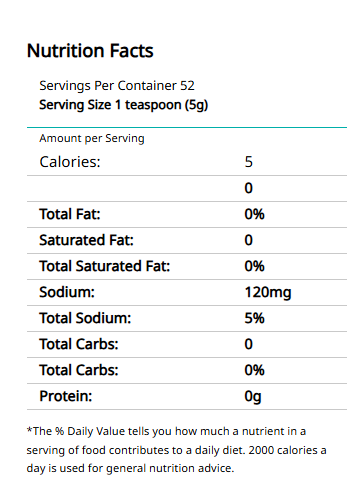 Nutrition Facts
Servings Per Container 52
Serving Size 1 teaspoon (5g)
Amount per Serving
Calories: 5
0
Total Fat: 0%
Saturated Fat: 0
Total Saturated Fat: 0%
Sodium: 120mg
Total Sodium: 5%
Total Carbs: 0
Total Carbs: 0%
Protein: 0g
*The % Daily Value tells you how much a nutrient in a
serving of food contributes to a daily diet. 2000 calories a
day is used for general nutrition advice.